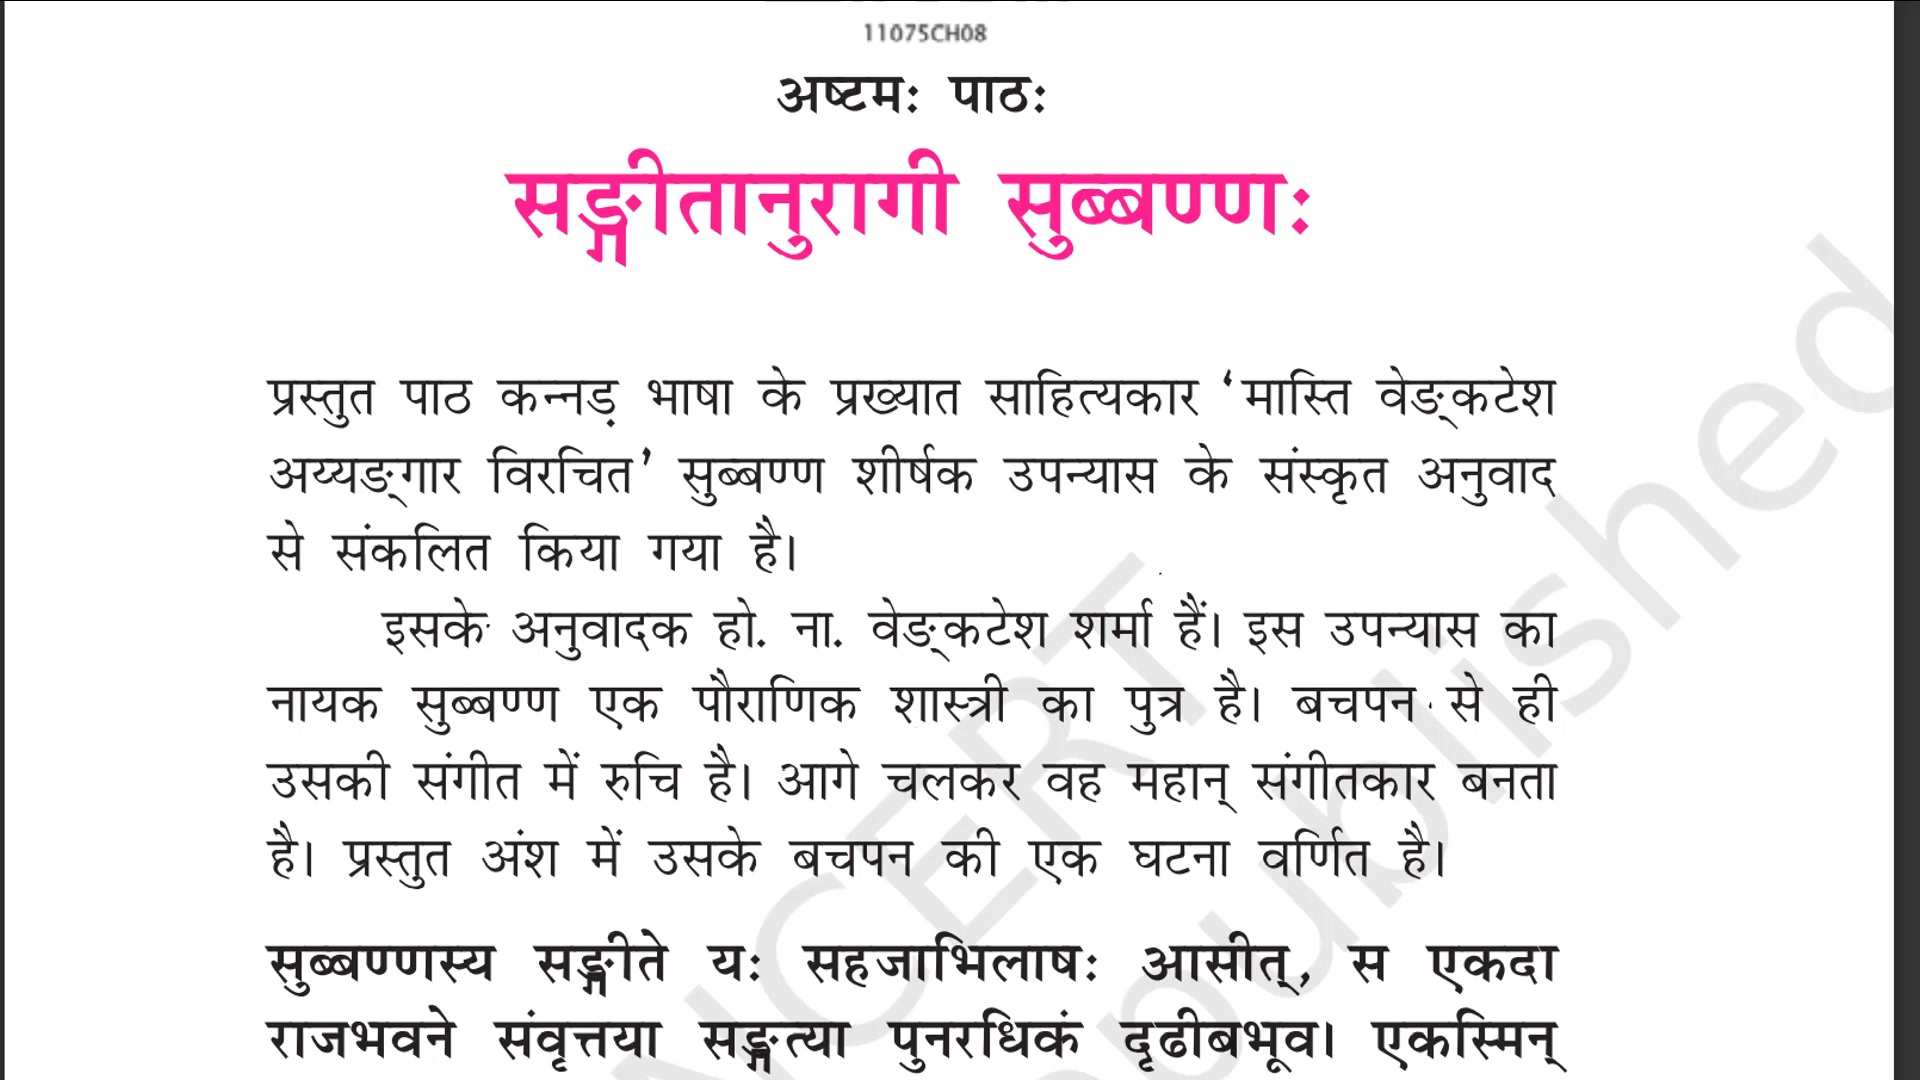 11075CH08
अष्टमः पाठः
सङ्गीतानुरागी सुब्बण्णः
प्रस्तुत पाठ कन्नड़ भाषा के प्रख्यात साहित्यकार ‘मास्ति वेङ्कटेश
अय्यङ्गार विरचित’ सुब्बण्ण शीर्षक उपन्यास के संस्कृत अनुवाद
से संकलित किया गया है।
इसके अनुवादक हो. ना. वेङ्कटेश शर्मा हैं। इस उपन्यास का
नायक सुब्बण्ण एक पौराणिक शास्त्री का पुत्र है। बचपन से ही
उसकी संगीत में रुचि है। आगे चलकर वह महान् संगीतकार बनता
है। प्रस्तुत अंश में उसके बचपन की एक घटना वर्णित है।
सुब्बण्णस्य सङ्गीते यः सहजाभिलाषः आसीत्, स एकदा
राजभवने संवृत्तया सङ्गत्या पुनरधिकं दृढीबभूव। एकस्मिन्
NCERT
published